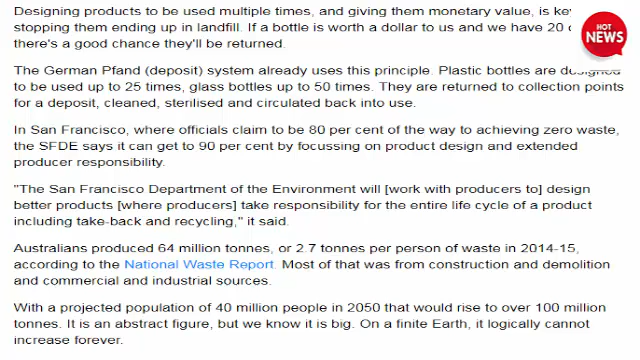 Designing products to be used multiple times, and giving them monetary value, is
stopping them ending up in landfill. If a bottle is worth a dollar to us and we have 20
there's a good chance they'll be returned.
The German Pfand (deposit) system already uses this principle. Plastic bottles are designed
to be used up to 25 times, glass bottles up to 50 times. They are returned to collection points
for a deposit, cleaned, sterilised and circulated back into use.
In San Francisco, where officials claim to be 80 per cent of the way to achieving zero waste,
the SFDE says it can get to 90 per cent by focussing on product design and extended
producer responsibility.
"The San Francisco Department of the Environment will [work with producers to] design
better products [where producers] take responsibility for the entire life cycle of a product
including take-back and recycling," it said.
Australians produced 64 million tonnes, or 2.7 tonnes per person of waste in 2014-15,
according to the National Waste Report. Most of that was from construction and demolition
and commercial and industrial sources.
With a projected population of 40 million people in 2050 that would rise to over 100 million
tonnes. It is an abstract figure, but we know it is big. On a finite Earth, it logically cannot
increase forever.
HOT
NEWS